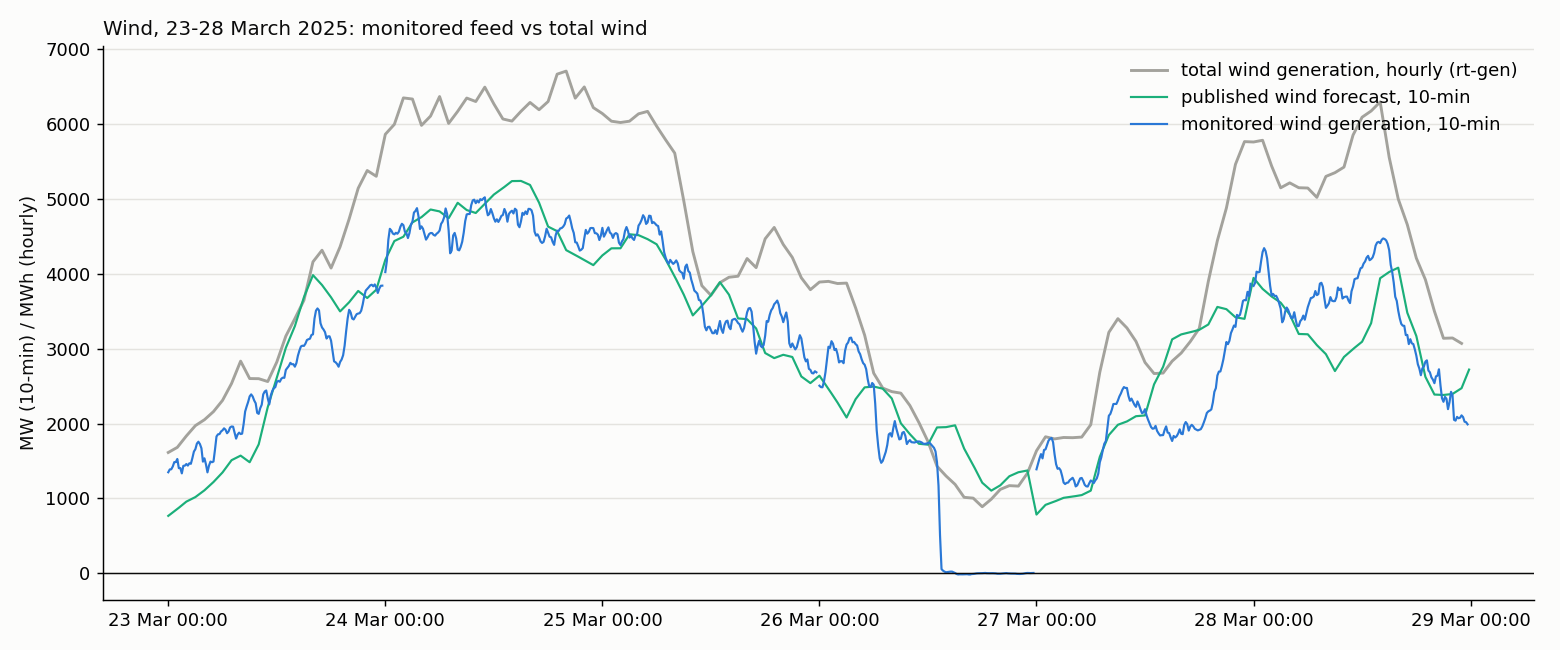 Wind, 23-28 March 2025: monitored feed vs total wind
MW (10-min) / MWh (hourly)
7000
6000
5000
4000
3000
2000
1000
0
total wind generation, hourly (rt-gen)
published wind forecast, 10-min
monitored wind generation, 10-min
23 Mar 00:00
24 Mar 00:00
25 Mar 00:00
26 Mar 00:00
27 Mar 00:00
28 Mar 00:00
29 Mar 00:00